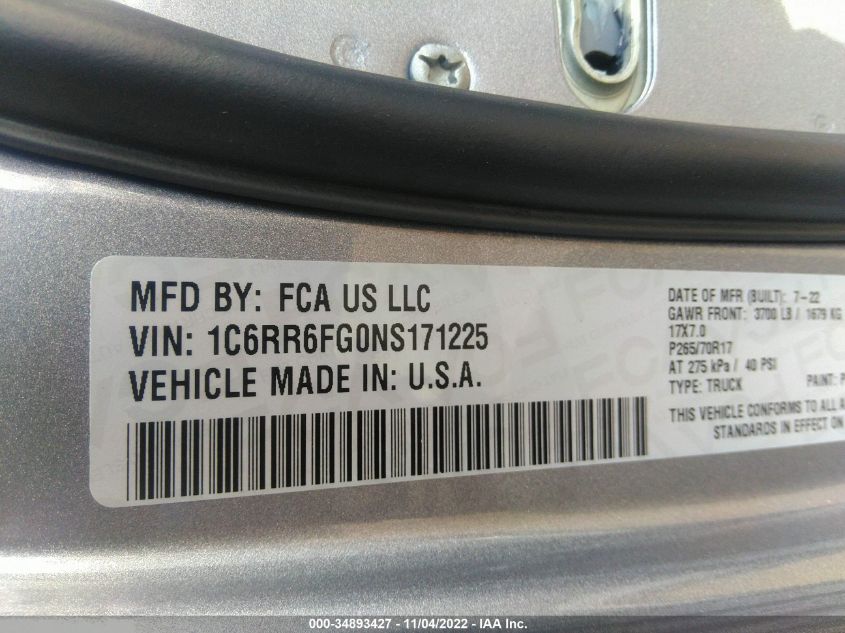 MFD BY: FCA US LLC
VIN: 1C6RR6FG0NS171225
VEHICLE MADE IN: U.S.A.
DATE OF MFR (BUILT): 7-22
GAWR FRONT: 3700 LB / 1679 KG
17X7.0
P265/70R17
AT 275 kPa / 40 PSI
TYPE: TRUCK PAINT: P
THIS VEHICLE CONFORMS TO ALL A
STANDARDS IN EFFECT ON
000-34893427 - 11/04/2022 - IAA Inc.